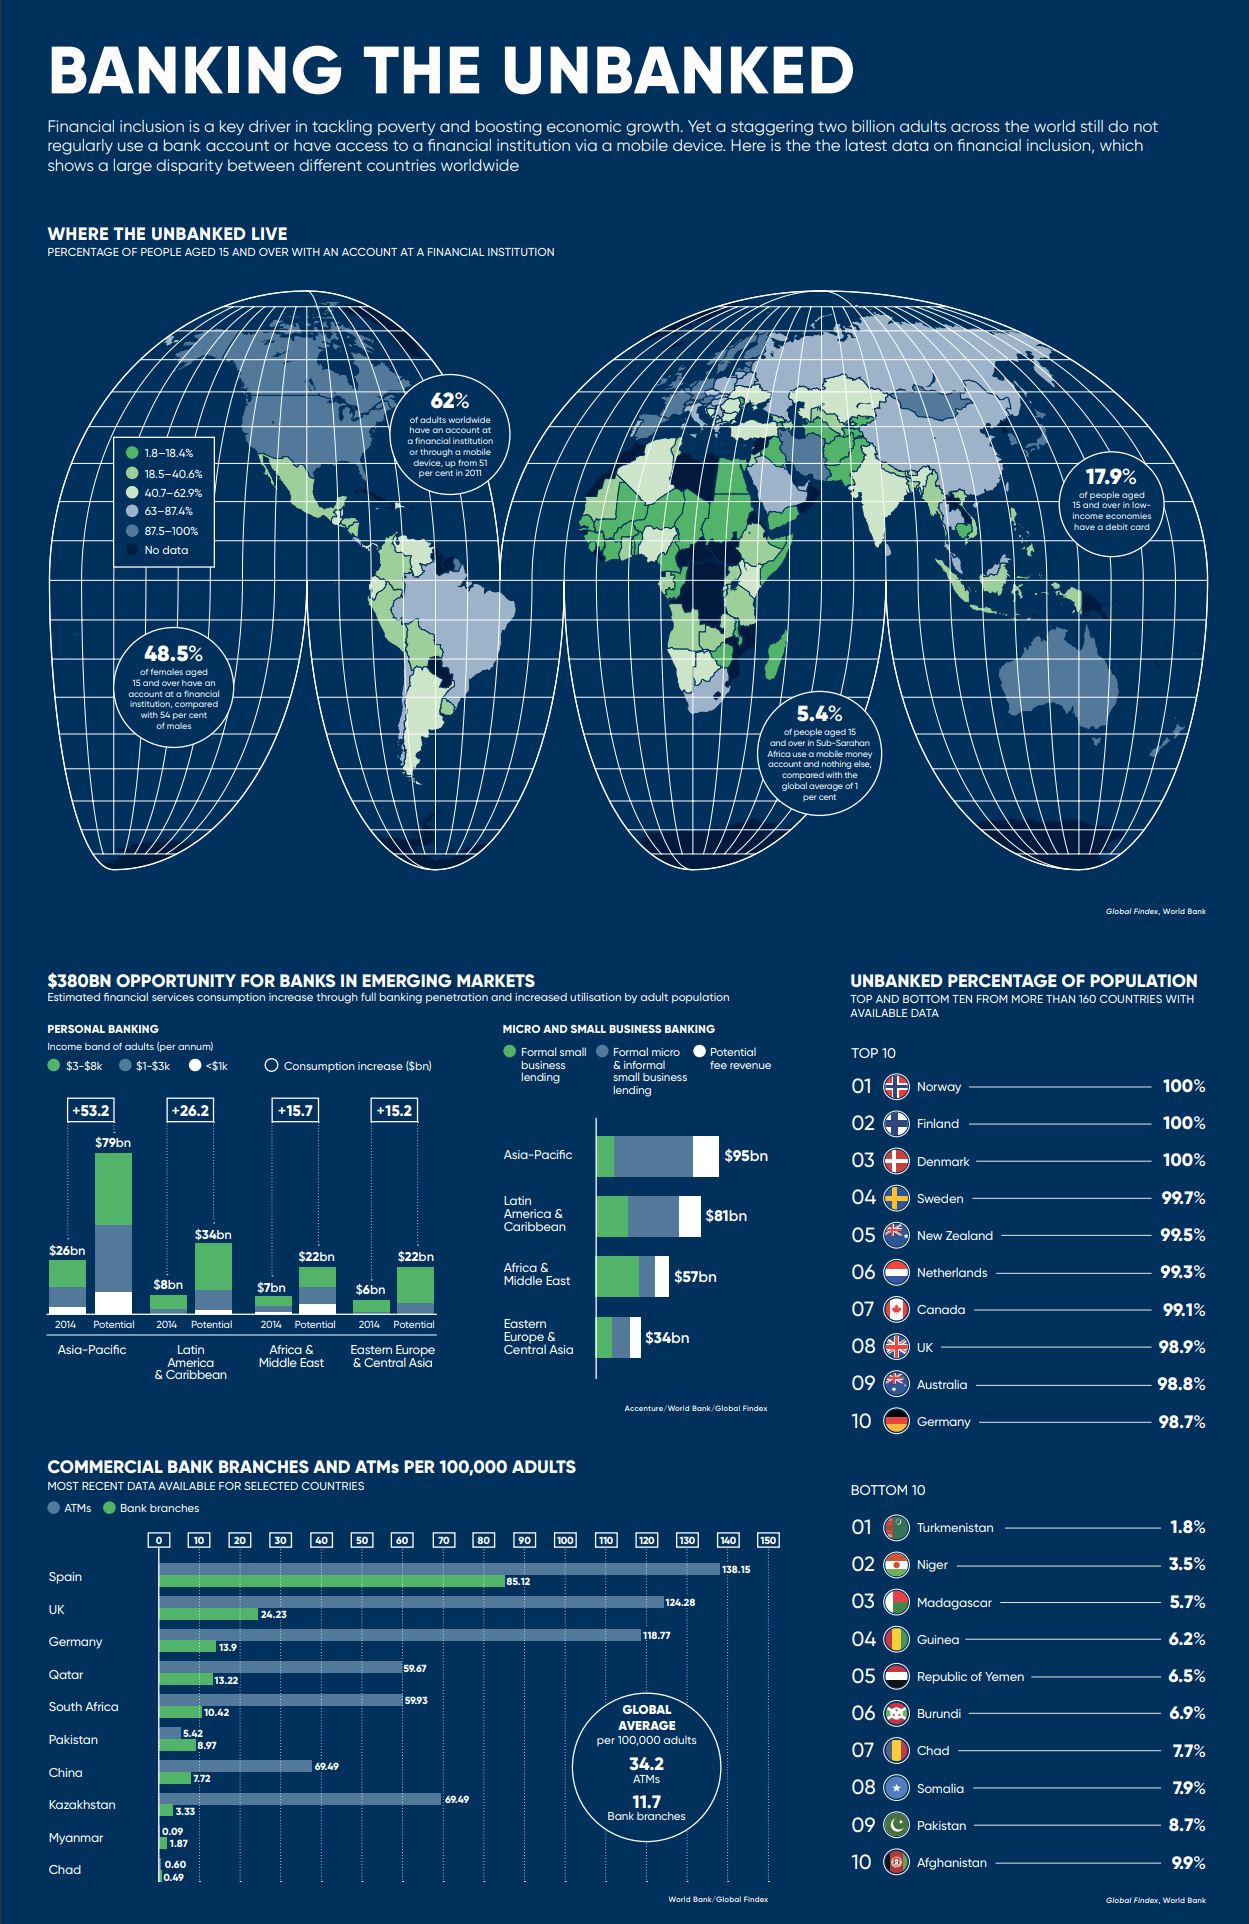 BANKING THE UNBANKED
Financial inclusion is a key driver in tackling poverty and boosting economic growth. Yet a staggering two billion adults across the world still do not
regularly use a bank account or have access to a financial institution via a mobile device. Here is the the latest data on financial inclusion, which
shows a large disparity between different countries worldwide
WHERE THE UNBANKED LIVE
PERCENTAGE OF PEOPLE AGED 15 AND OVER WITH AN ACCOUNT AT A FINANCIAL INSTITUTION
62%
of adults worldwide
have an account at
a financial institution
or through a mobile
device, up from 51
per cent in 2011
1.8–18.4%
18.5–40.6%
40.7–62.9%
63–87.4%
87.5–100%
No data
17.9%
of people aged
15 and over in low-
income economies
have a debit card
48.5%
of females aged
15 and over have an
account at a financial
institution, compared
with 54 per cent
of males
5.4%
of people aged 15
and over in Sub-Sarahan
Africa use a mobile money
account and nothing else,
compared with the
global average of 1
per cent
Global Findex, World Bank
$380BN OPPORTUNITY FOR BANKS IN EMERGING MARKETS
Estimated financial services consumption increase through full banking penetration and increased utilisation by adult population
PERSONAL BANKING
Income band of adults (per annum)
$3-$8k
$1-$3k
<$1k
Consumption increase ($bn)
+53.2
+26.2
+15.7
+15.2
$26bn
$79bn
$8bn
$34bn
$7bn
$22bn
$6bn
$22bn
2014 Potential
2014 Potential
2014 Potential
2014 Potential
Asia-Pacific
Latin
America
& Caribbean
Africa &
Middle East
Eastern Europe
& Central Asia
MICRO AND SMALL BUSINESS BANKING
Formal small
business
lending
Formal micro
& informal
small business
lending
Potential
fee revenue
Asia-Pacific
$95bn
Latin
America &
Caribbean
$81bn
Africa &
Middle East
$57bn
Eastern
Europe &
Central Asia
$34bn
Accenture/World Bank/Global Findex
UNBANKED PERCENTAGE OF POPULATION
TOP AND BOTTOM TEN FROM MORE THAN 160 COUNTRIES WITH
AVAILABLE DATA
TOP 10
01 Norway 100%
02 Finland 100%
03 Denmark 100%
04 Sweden 99.7%
05 New Zealand 99.5%
06 Netherlands 99.3%
07 Canada 99.1%
08 UK 98.9%
09 Australia 98.8%
10 Germany 98.7%
BOTTOM 10
01 Turkmenistan 1.8%
02 Niger 3.5%
03 Madagascar 5.7%
04 Guinea 6.2%
05 Republic of Yemen 6.5%
06 Burundi 6.9%
07 Chad 7.7%
08 Somalia 7.9%
09 Pakistan 8.7%
10 Afghanistan 9.9%
Global Findex, World Bank
COMMERCIAL BANK BRANCHES AND ATMs PER 100,000 ADULTS
MOST RECENT DATA AVAILABLE FOR SELECTED COUNTRIES
ATMs
Bank branches
0 10 20 30 40 50 60 70 80 90 100 110 120 130 140 150
Spain
138.15
85.12
UK
124.28
24.23
Germany
118.77
13.9
Qatar
59.67
13.22
South Africa
59.93
10.42
Pakistan
5.42
8.97
China
69.49
7.72
Kazakhstan
69.49
3.33
Myanmar
0.09
1.87
Chad
0.60
0.49
GLOBAL
AVERAGE
per 100,000 adults
34.2
ATMs
11.7
Bank branches
World Bank/Global Findex